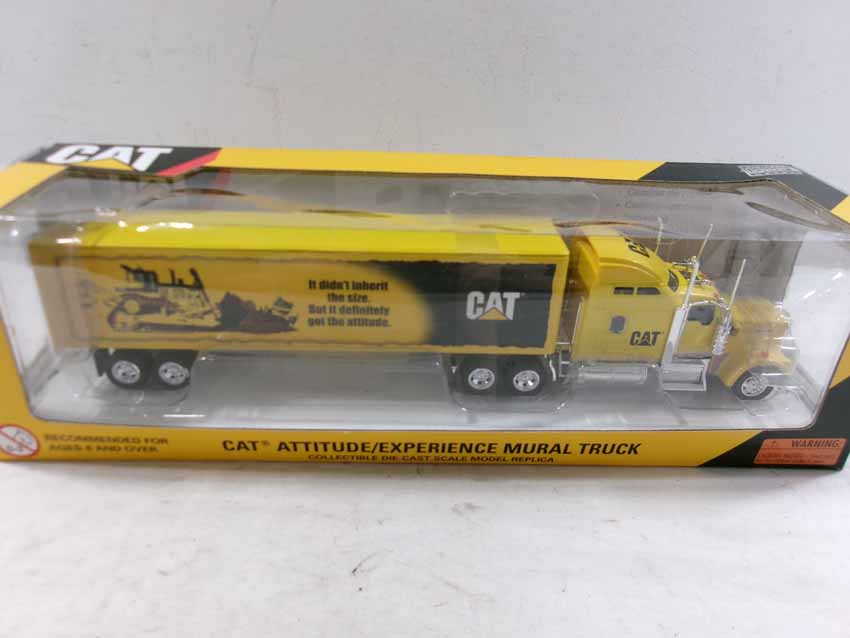 CAT
It didn't inherit
the size.
But it definitely
got the attitude.
CAT
CAT
CAT
RECOMMENDED FOR
AGES 8 AND OVER
CAT® ATTITUDE/EXPERIENCE MURAL TRUCK
COLLECTIBLE DIE-CAST SCALE MODEL REPLICA
WARNING